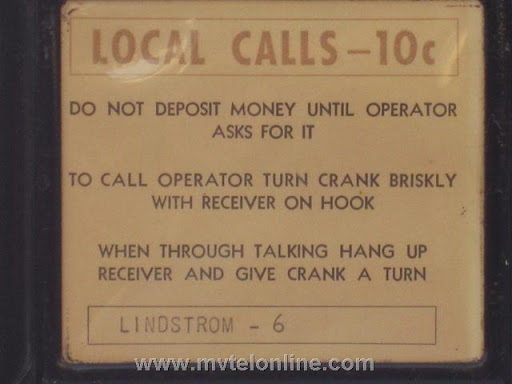 LOCAL CALLS - 10c
DO NOT DEPOSIT MONEY UNTIL OPERATOR
ASKS FOR IT
TO CALL OPERATOR TURN CRANK BRISKLY
WITH RECEIVER ON HOOK
WHEN THROUGH TALKING HANG UP
RECEIVER AND GIVE CRANK A TURN
LINDSTROM - 6
www.mvtelonline.com